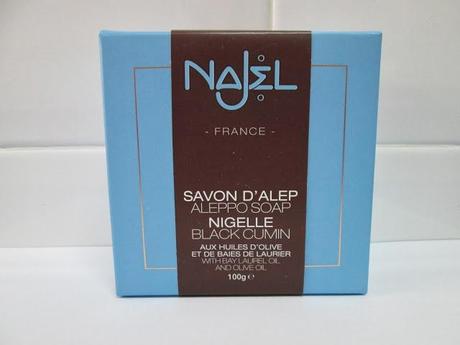 NAJEL
- FRANCE -
SAVON D'ALEP
ALEPPO SOAP
NIGELLE
BLACK CUMIN
AUX HUILES D'OLIVE
ET DE BAIES DE LAURIER
WITH BAY LAUREL OIL
AND OLIVE OIL
100g ℮